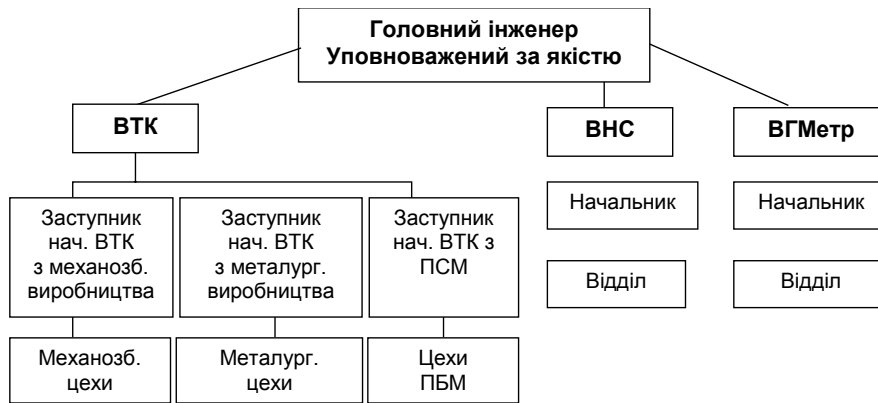 Головний інженер
Уповноважений за якістю
ВТК
ВНС
ВГМетр
Заступник
нач. ВТК
з механозб.
виробництва
Заступник
нач. ВТК
з металург.
виробництва
Заступник
нач. ВТК з
ПСМ
Начальник
Начальник
Відділ
Відділ
Механозб.
цехи
Металург.
цехи
Цехи
ПБМ